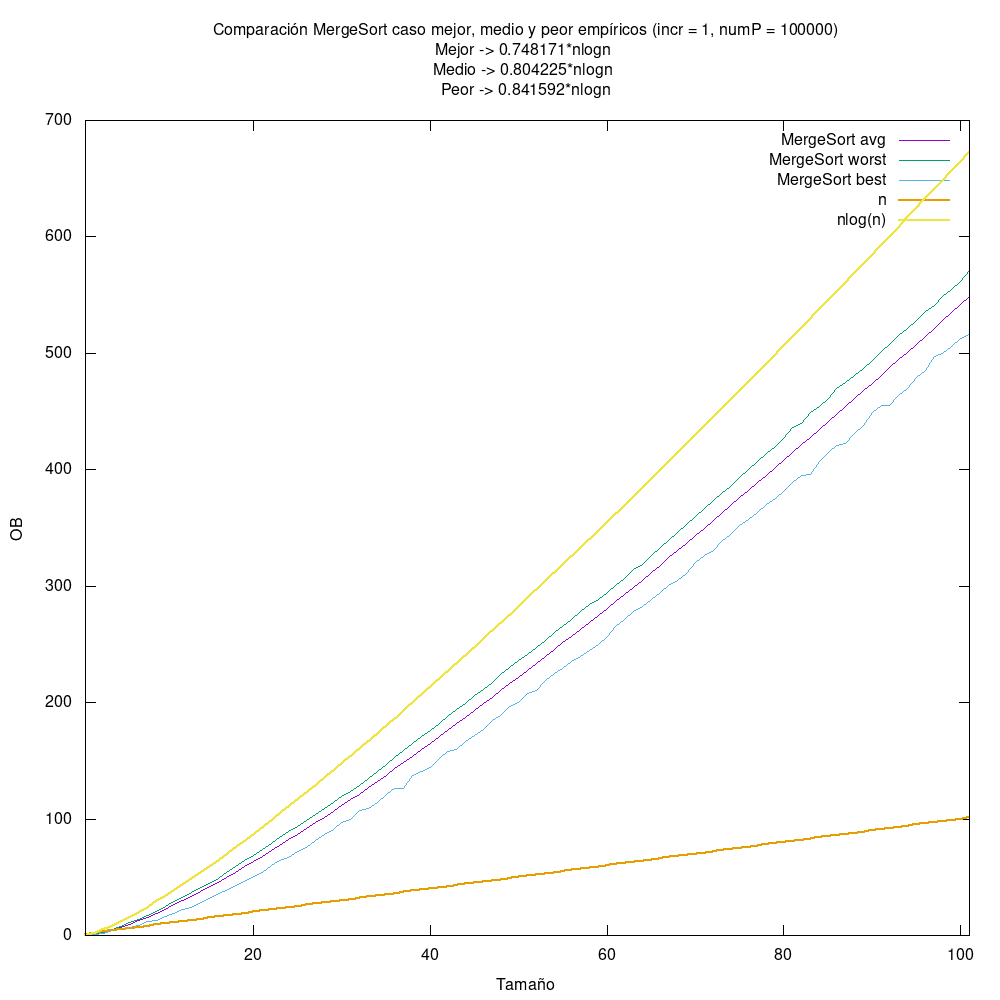 Comparación MergeSort caso mejor, medio y peor empíricos (incr = 1, numP = 100000)
Mejor -> 0.748171*nlogn
Medio -> 0.804225*nlogn
Peor -> 0.841592*nlogn
700
600
500
400
300
200
100
0
OB
MergeSort avg
MergeSort worst
MergeSort best
n
nlog(n)
20 40 60 80 100
Tamaño